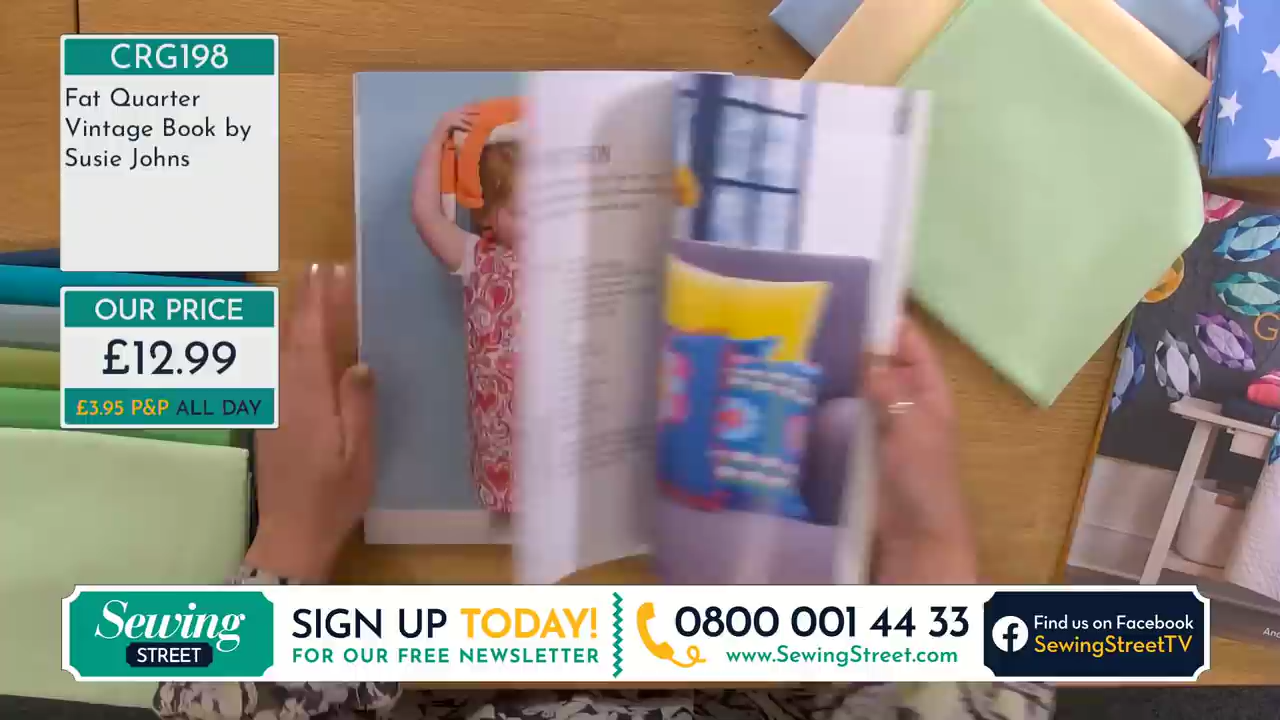 CRG198
Fat Quarter
Vintage Book by
Susie Johns
OUR PRICE
£12.99
£3.95 P&P ALL DAY
Sewing
STREET
SIGN UP TODAY!
FOR OUR FREE NEWSLETTER
0800 001 44 33
www.SewingStreet.com
Find us on Facebook
SewingStreetTV